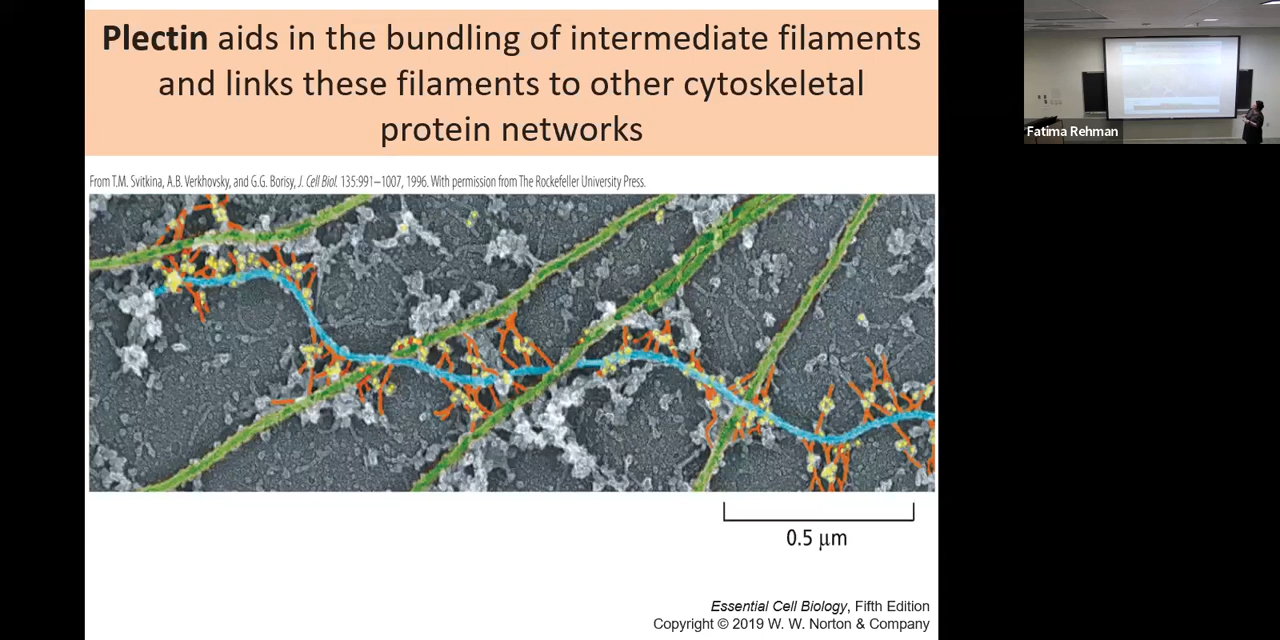 Plectin aids in the bundling of intermediate filaments
and links these filaments to other cytoskeletal
protein networks
From T.M. Svitkina, A.B. Verkhovsky, and G.G. Borisy, J. Cell Biol. 135:991–1007, 1996. With permission from The Rockefeller University Press.
0.5 μm
Essential Cell Biology, Fifth Edition
Copyright © 2019 W. W. Norton & Company
Fatima Rehman